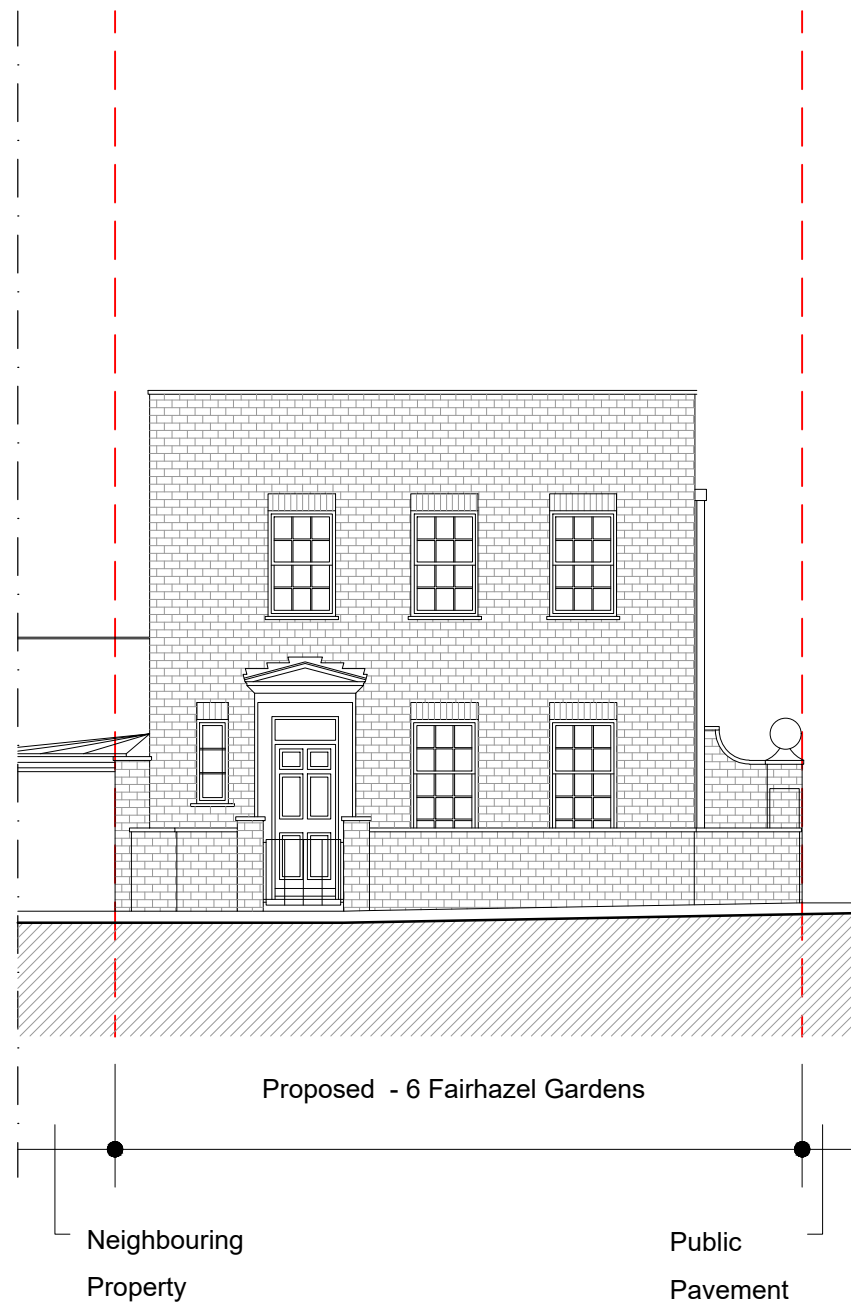 Proposed - 6 Fairhazel Gardens
Neighbouring
Property
Public
Pavement